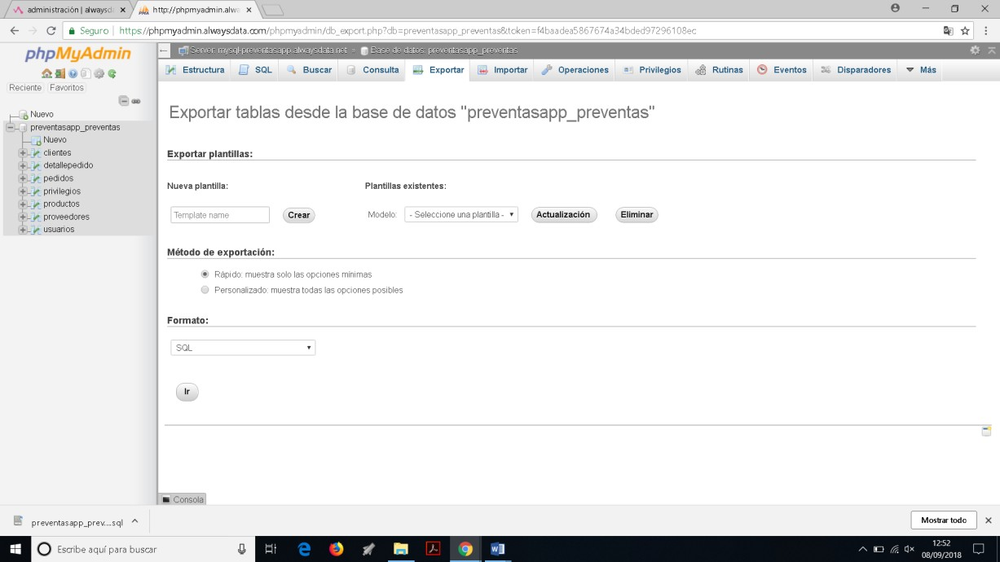 administración | alwaysd
http://phpmyadmin.alwa
Seguro | https://phpmyadmin.alwaysdata.com/phpmyadmin/db_export.php?db=preventasapp_preventas&token=f4baadea5867674a34bded97296108ec
phpMyAdmin
Reciente Favoritos
Nuevo
preventasapp_preventas
Nuevo
clientes
detallepedido
pedidos
privilegios
productos
proveedores
usuarios
Server: mysql-preventasapp.alwaysdata.net » Base de datos: preventasapp_preventas
Estructura SQL Buscar Consulta Exportar Importar Operaciones Privilegios Rutinas Eventos Disparadores Más
Exportar tablas desde la base de datos "preventasapp_preventas"
Exportar plantillas:
Nueva plantilla: Plantillas existentes:
Template name Crear Modelo: - Seleccione una plantilla - Actualización Eliminar
Método de exportación:
Rápido: muestra solo las opciones mínimas
Personalizado: muestra todas las opciones posibles
Formato:
SQL
Ir
Consola
preventasapp_prev....sql Mostrar todo
Escribe aquí para buscar
12:52
08/09/2018